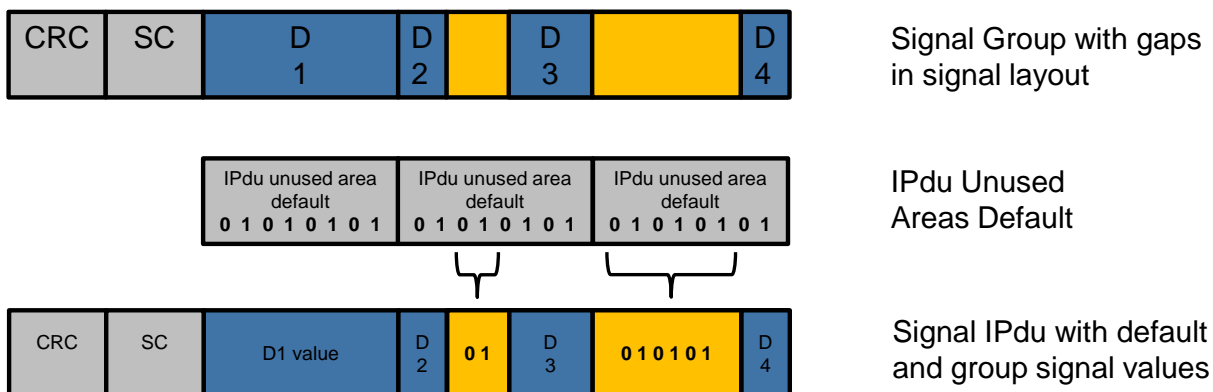 CRC SC D D D D
1 2 3 4
Signal Group with gaps
in signal layout
IPdu unused area IPdu unused area IPdu unused area
default default default
0 1 0 1 0 1 0 1 0 1 0 1 0 1 0 1 0 1 0 1 0 1 0 1
IPdu Unused
Areas Default
CRC SC D1 value D 0 1 D 0 1 0 1 0 1 D
2 3 4
Signal IPdu with default
and group signal values